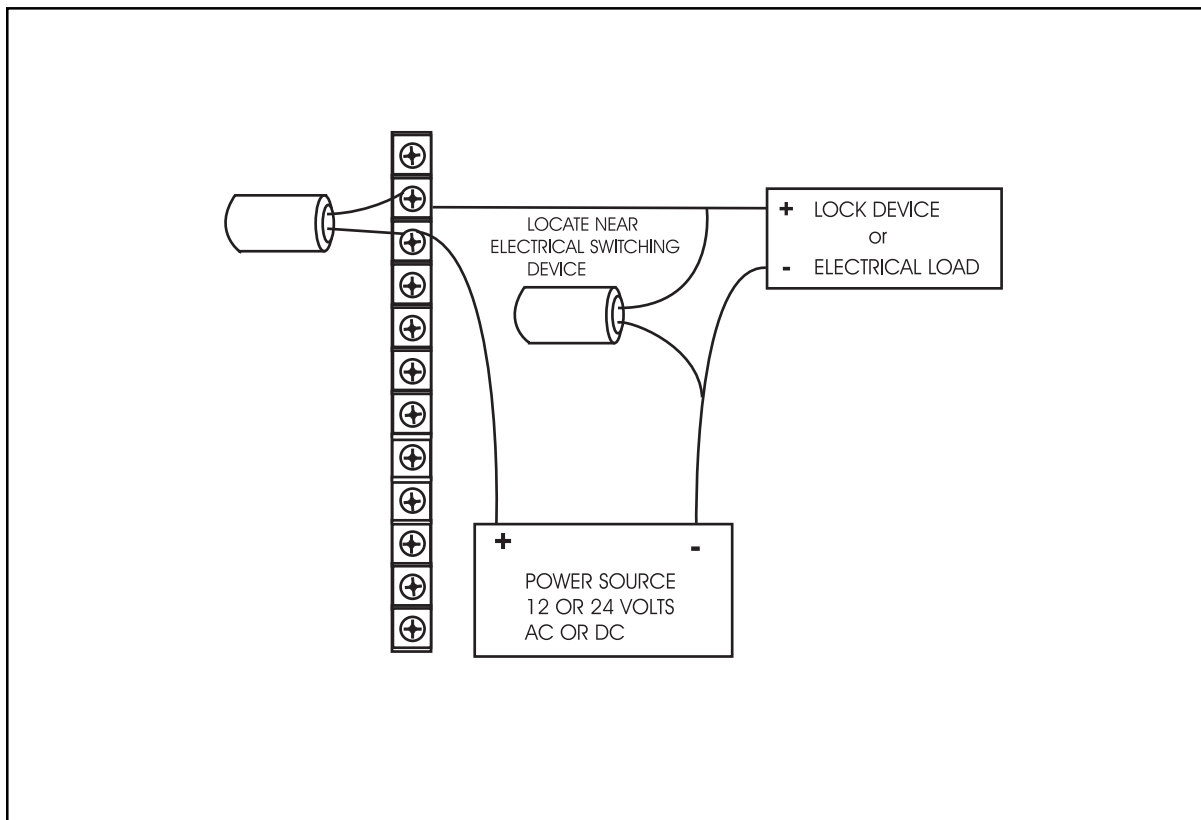 LOCATE NEAR
ELECTRICAL SWITCHING
DEVICE
+ LOCK DEVICE
or
- ELECTRICAL LOAD
+ -
POWER SOURCE
12 OR 24 VOLTS
AC OR DC